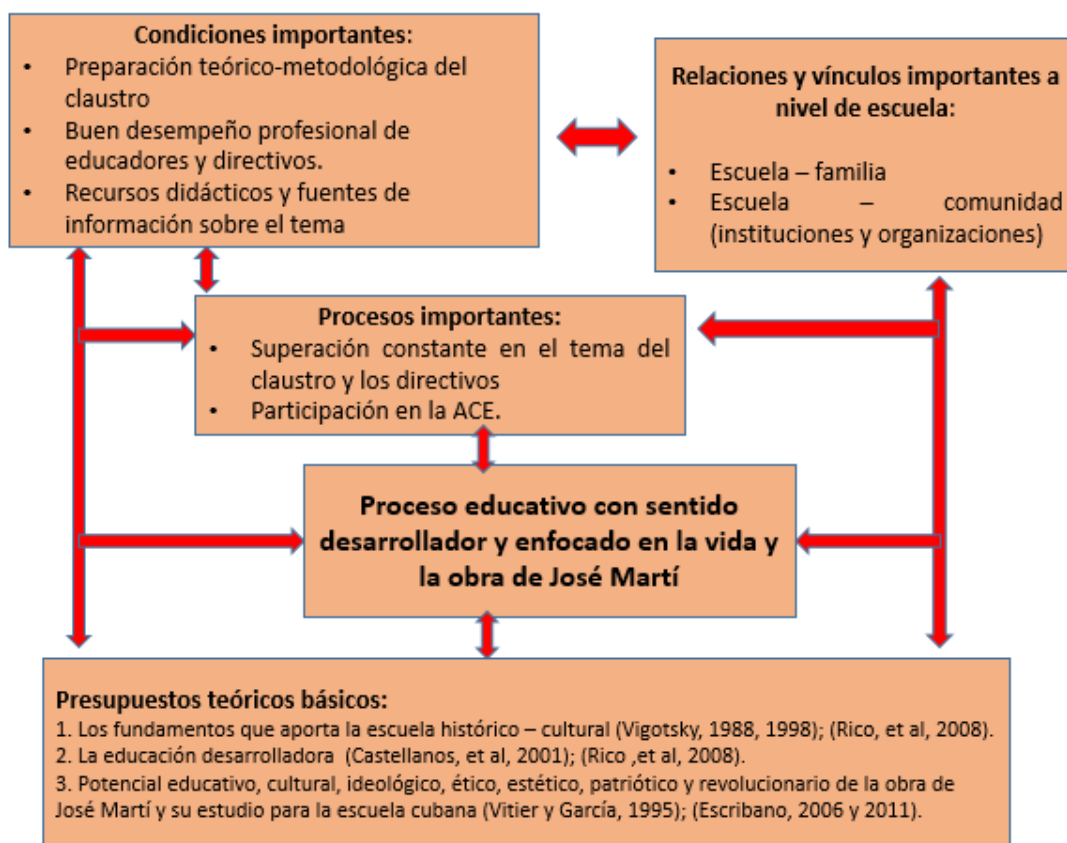 Condiciones importantes:
• Preparación teórico-metodológica del
claustro
• Buen desempeño profesional de
educadores y directivos.
• Recursos didácticos y fuentes de
información sobre el tema
Relaciones y vínculos importantes a
nivel de escuela:
• Escuela – familia
• Escuela – comunidad
(instituciones y organizaciones)
Procesos importantes:
• Superación constante en el tema del
claustro y los directivos
• Participación en la ACE.
Proceso educativo con sentido
desarrollador y enfocado en la vida y
la obra de José Martí
Presupuestos teóricos básicos:
1. Los fundamentos que aporta la escuela histórico – cultural (Vigotsky, 1988, 1998); (Rico, et al, 2008).
2. La educación desarrolladora (Castellanos, et al, 2001); (Rico ,et al, 2008).
3. Potencial educativo, cultural, ideológico, ético, estético, patriótico y revolucionario de la obra de
José Martí y su estudio para la escuela cubana (Vitier y García, 1995); (Escribano, 2006 y 2011).